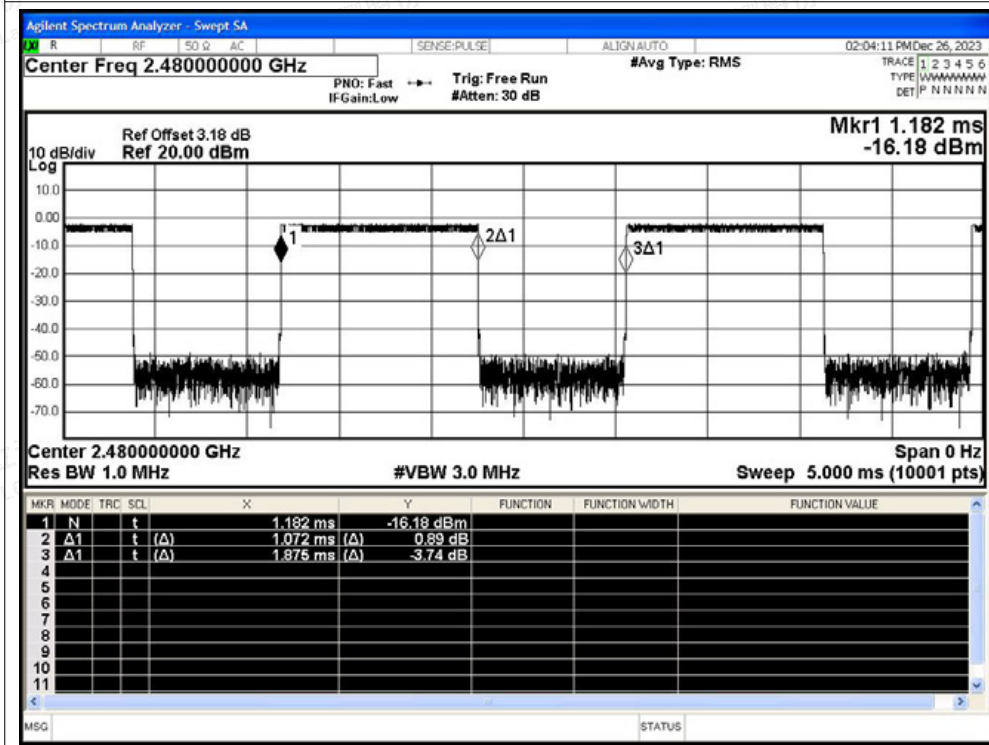 Agilent Spectrum Analyzer - Swept SA
R RF 50 Ω AC SENSE:PULSE ALIGN AUTO 02:04:11 PM Dec 26, 2023
Center Freq 2.480000000 GHz #Avg Type: RMS TRACE 1 2 3 4 5 6
PNO: Fast Trig: Free Run TYPE WWWWWW
IFGain:Low #Atten: 30 dB DET P N N N N N
Mkr1 1.182 ms
Ref Offset 3.18 dB
10 dB/div Ref 20.00 dBm -16.18 dBm
Log
10.0
0.00
-10.0
-20.0
-30.0
-40.0
-50.0
-60.0
-70.0
1
2Δ1
3Δ1
Center 2.480000000 GHz Span 0 Hz
Res BW 1.0 MHz #VBW 3.0 MHz Sweep 5.000 ms (10001 pts)
MKR MODE TRC SCL X Y FUNCTION FUNCTION WIDTH FUNCTION VALUE
1 N t 1.182 ms -16.18 dBm
2 Δ1 t (Δ) 1.072 ms (Δ) 0.89 dB
3 Δ1 t (Δ) 1.875 ms (Δ) -3.74 dB
4
5
6
7
8
9
10
11
MSG STATUS